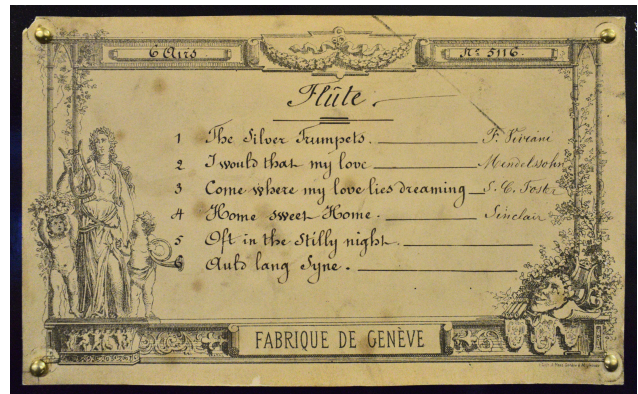 6 Airs.
No 5116.
Flûte.
1 The Silver Trumpets. F. Viviani
2 I would that my love Mendelssohn
3 Come where my love lies dreaming S. C. Foster
4 Home sweet Home. Sinclair
5 Oft in the Stilly night.
6 Auld lang Syne.
FABRIQUE DE GENÈVE